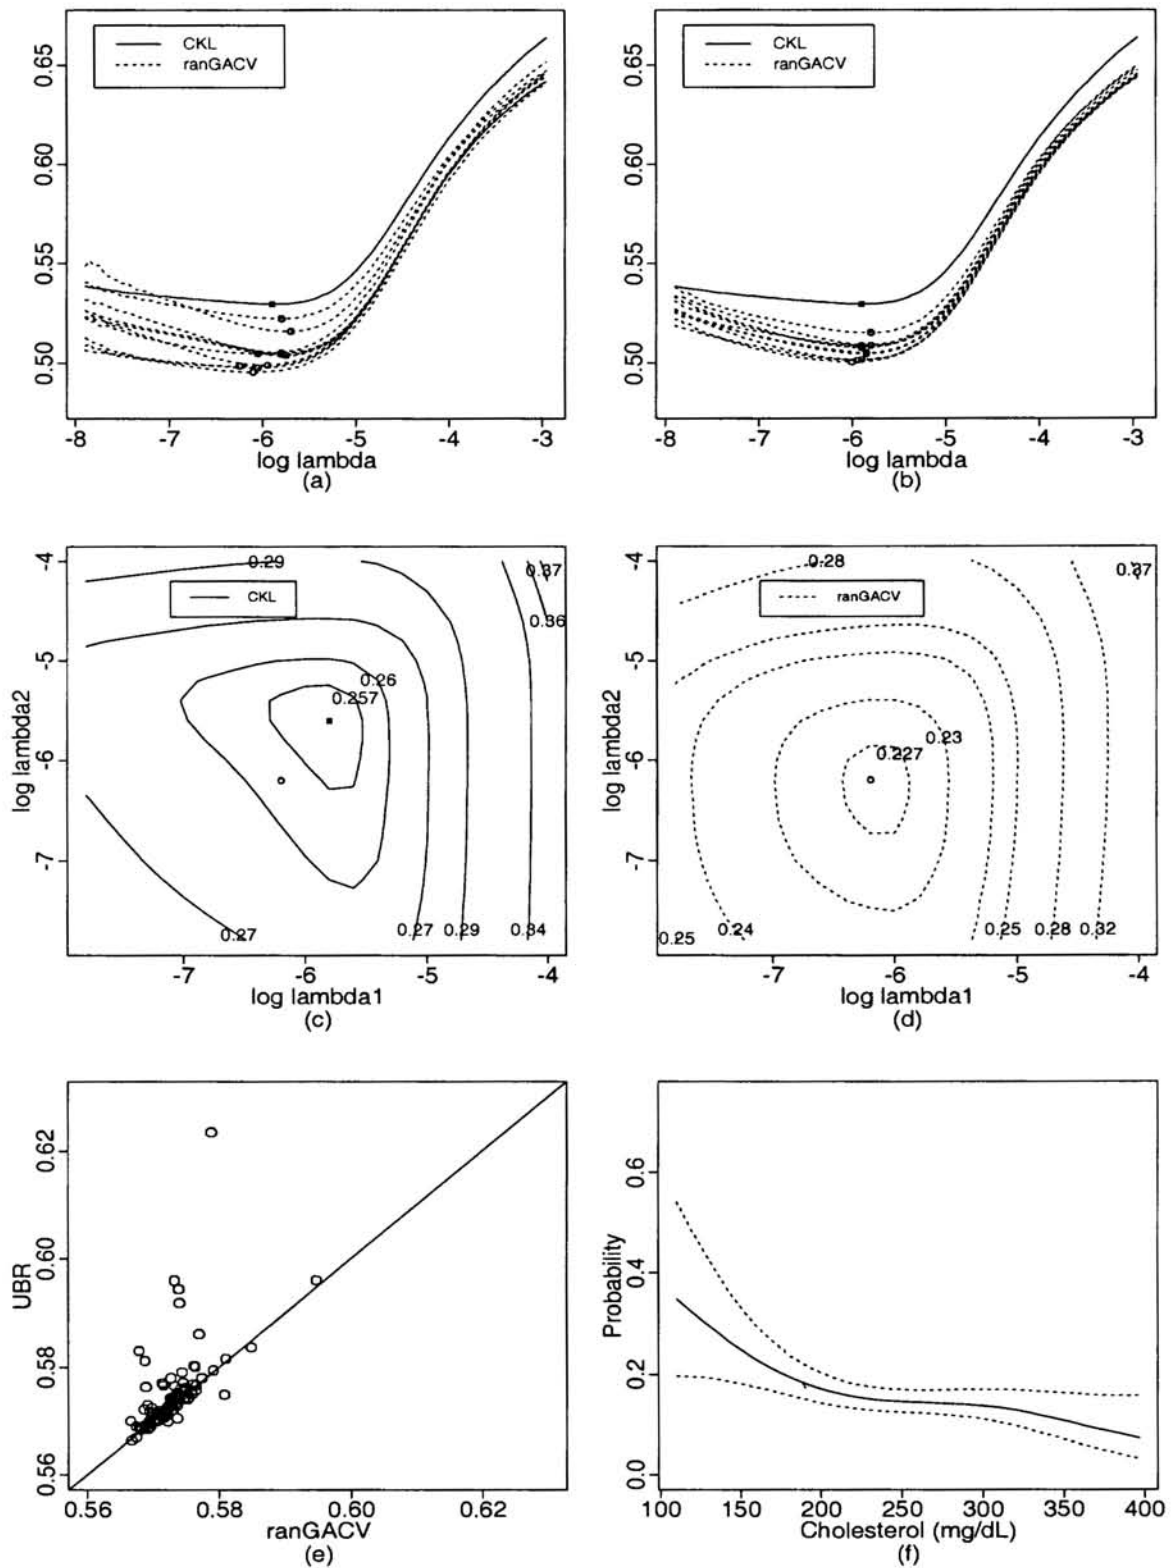 CKL
ranGACV
0.65
0.60
0.55
0.50
-8 -7 -6 -5 -4 -3
log lambda
(a)
CKL
ranGACV
0.65
0.60
0.55
0.50
-8 -7 -6 -5 -4 -3
log lambda
(b)
0.29
CKL
0.37
0.36
0.26
0.257
0.27
0.27 0.29 0.34
-4
-5
-6
-7
log lambda2
-7 -6 -5 -4
log lambda1
(c)
0.28
ranGACV
0.37
0.23
0.227
0.25 0.24 0.25 0.28 0.32
-4
-5
-6
-7
log lambda2
-7 -6 -5 -4
log lambda1
(d)
0.62
0.60
0.58
0.56
UBR
0.56 0.58 0.60 0.62
ranGACV
(e)
0.6
0.4
0.2
0.0
Probability
100 150 200 250 300 350 400
Cholesterol (mg/dL)
(f)